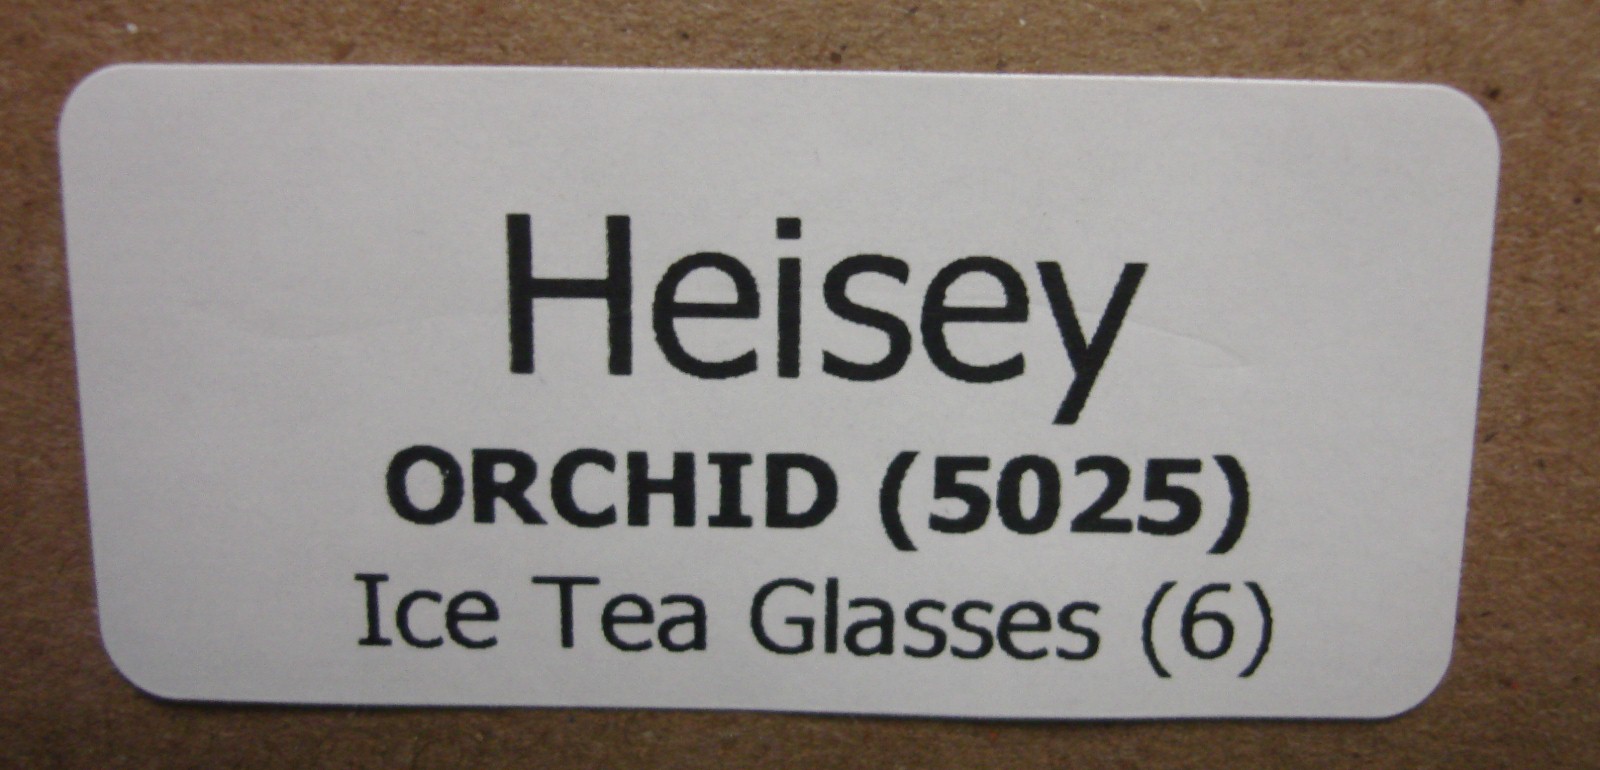 Heisey
ORCHID (5025)
Ice Tea Glasses (6)